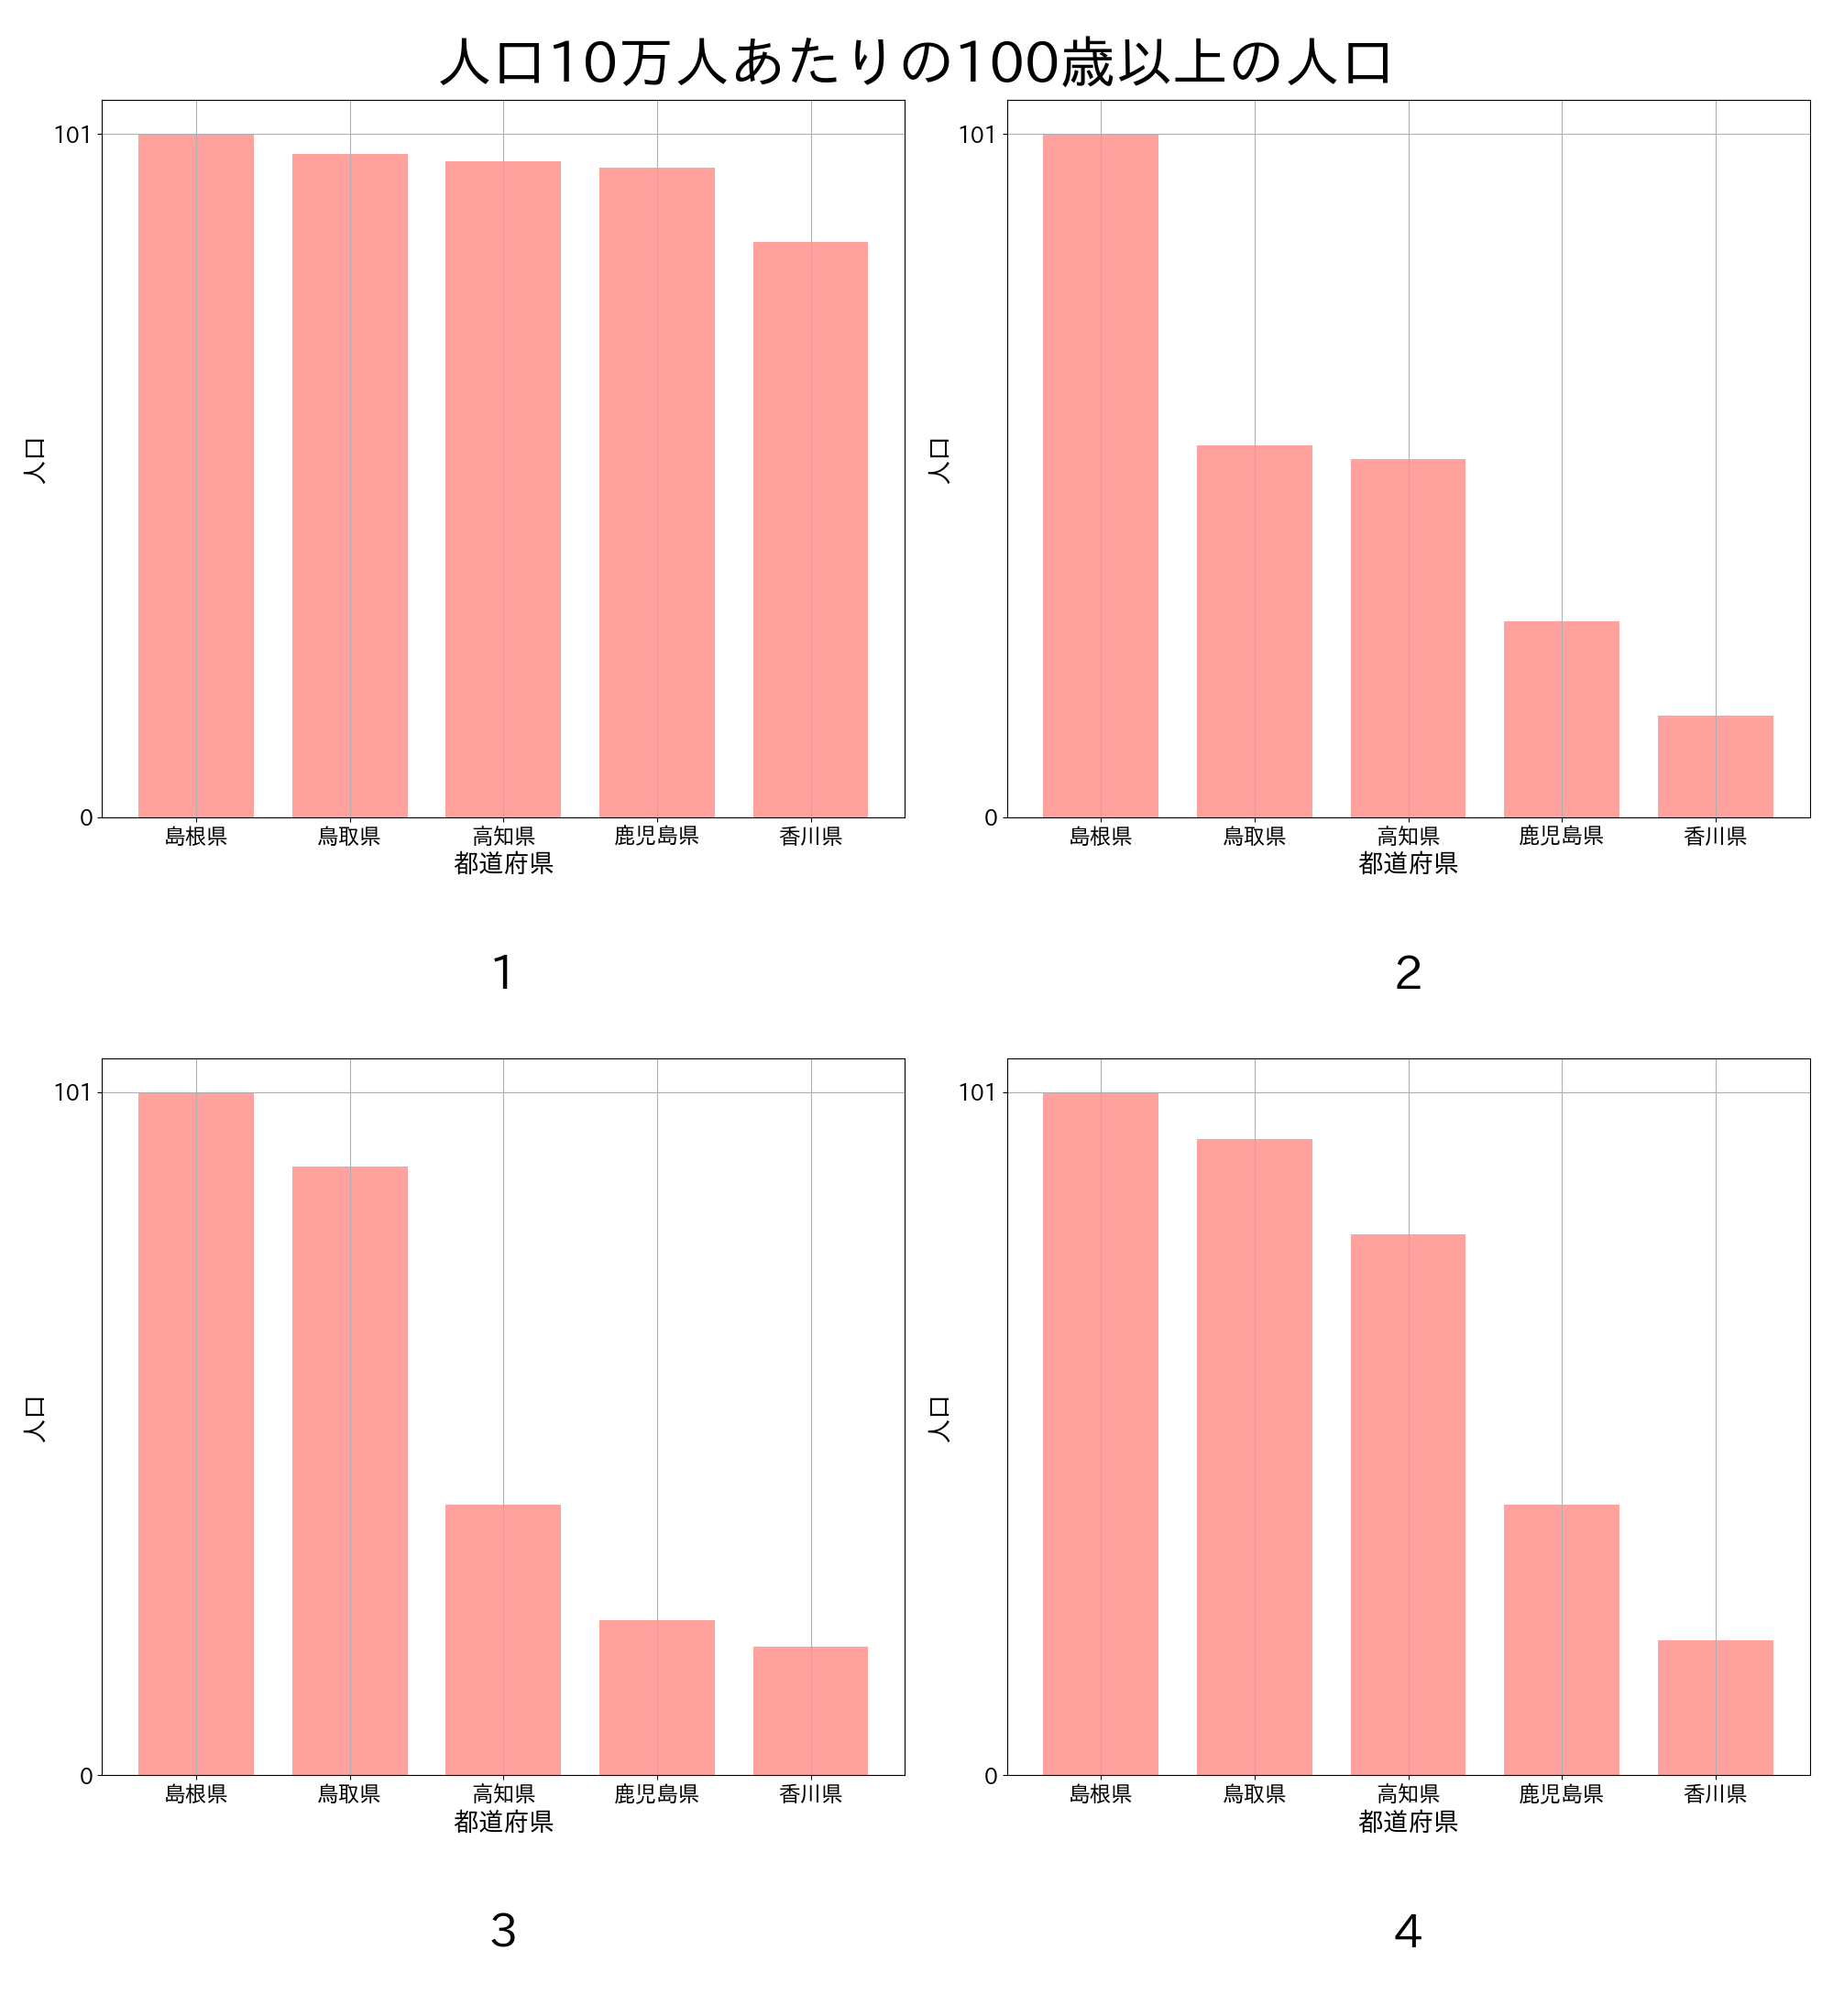 人口10万人あたりの100歳以上の人口
101
0
人口
島根県 鳥取県 高知県 鹿児島県 香川県
都道府県
1
101
0
人口
島根県 鳥取県 高知県 鹿児島県 香川県
都道府県
2
101
0
人口
島根県 鳥取県 高知県 鹿児島県 香川県
都道府県
3
101
0
人口
島根県 鳥取県 高知県 鹿児島県 香川県
都道府県
4